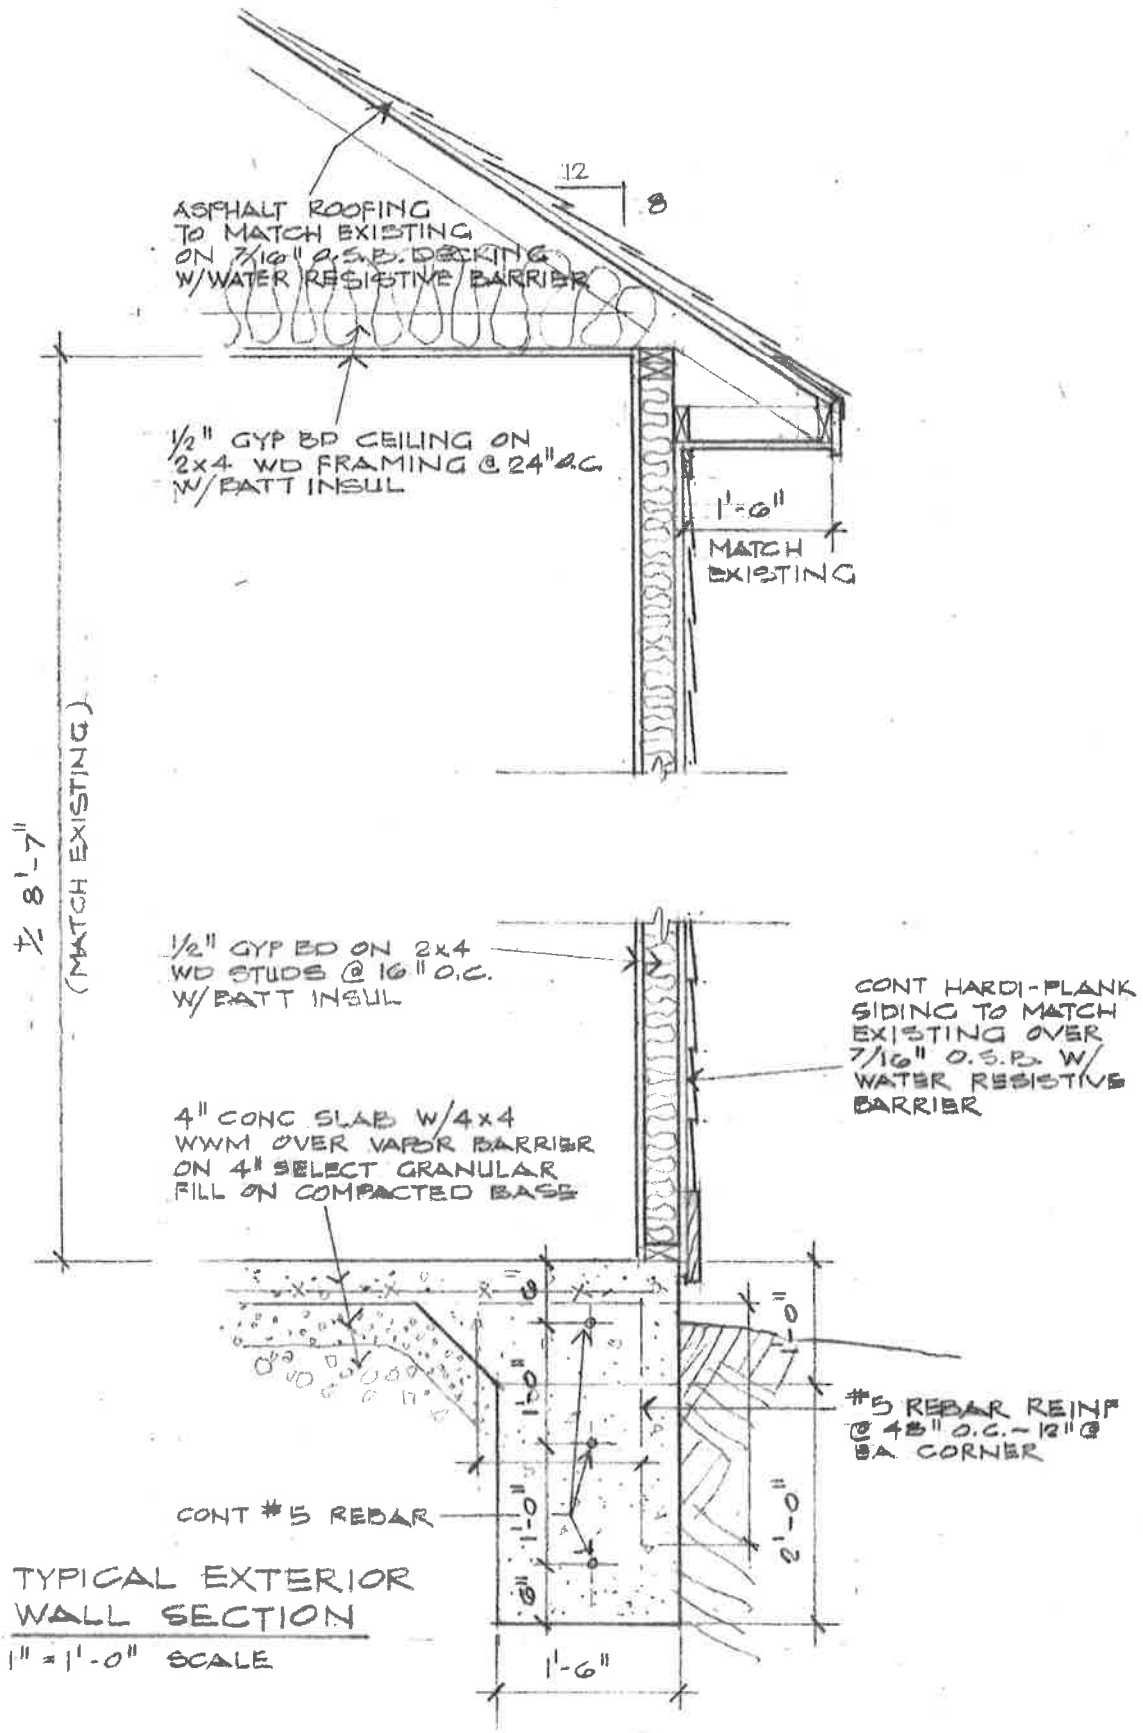 12
8
ASPHALT ROOFING
TO MATCH EXISTING
ON 7/16" O.S.B. DECKING
W/WATER RESISTIVE BARRIER
1/2" GYP BD CEILING ON
2x4 WD FRAMING @ 24" O.C.
W/BATT INSUL
1'-6"
MATCH
EXISTING
+/- 8'-7"
(MATCH EXISTING)
1/2" GYP BD ON 2x4
WD STUDS @ 16" O.C.
W/BATT INSUL
CONT HARDI-PLANK
SIDING TO MATCH
EXISTING OVER
7/16" O.S.B. W/
WATER RESISTIVE
BARRIER
4" CONC SLAB W/4x4
WWM OVER VAPOR BARRIER
ON 4" SELECT GRANULAR
FILL ON COMPACTED BASE
1'-0"
1'-0"
#5 REBAR REINF
@ 48" O.C. - 12" @
EA CORNER
CONT #5 REBAR
1'-0"
2'-0"
6"
1'-6"
TYPICAL EXTERIOR
WALL SECTION
1" = 1'-0" SCALE